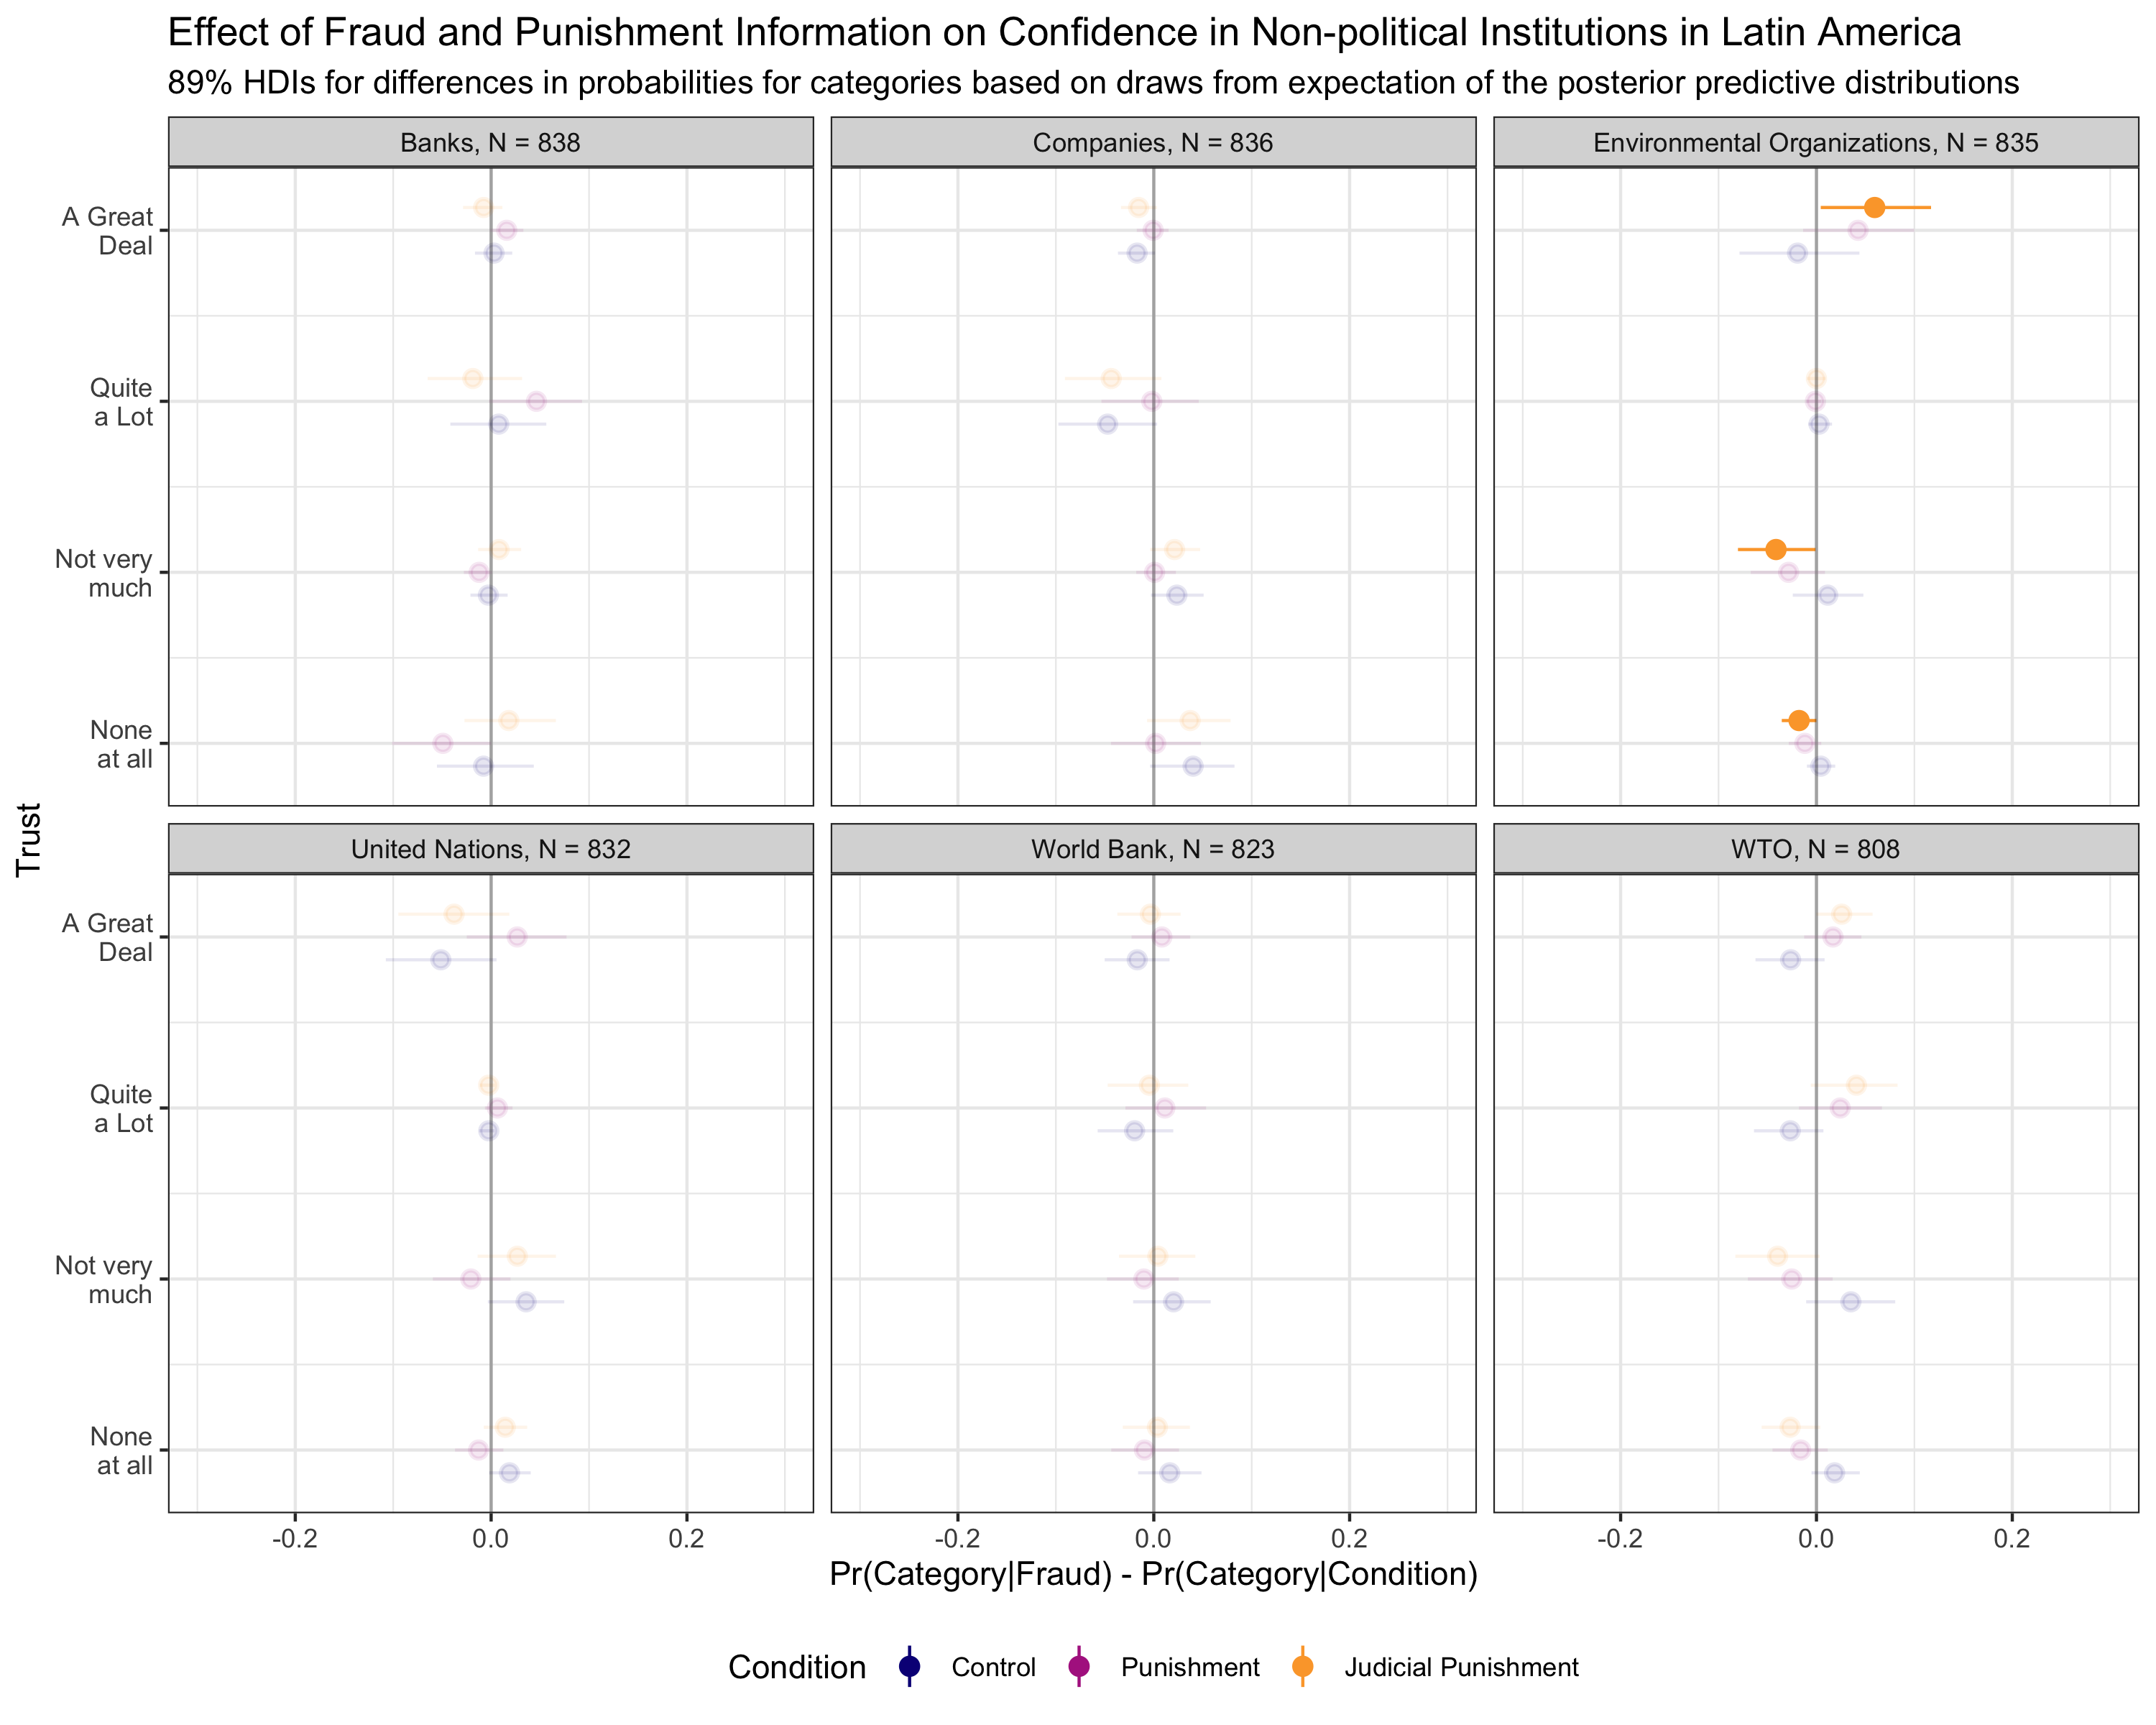 Effect of Fraud and Punishment Information on Confidence in Non-political Institutions in Latin America
89% HDIs for differences in probabilities for categories based on draws from expectation of the posterior predictive distributions
Banks, N = 838
Companies, N = 836
Environmental Organizations, N = 835
A Great
Deal
Quite
a Lot
Not very
much
None
at all
Trust
United Nations, N = 832
World Bank, N = 823
WTO, N = 808
A Great
Deal
Quite
a Lot
Not very
much
None
at all
-0.2 0.0 0.2
-0.2 0.0 0.2
-0.2 0.0 0.2
Pr(Category|Fraud) - Pr(Category|Condition)
Condition Control Punishment Judicial Punishment